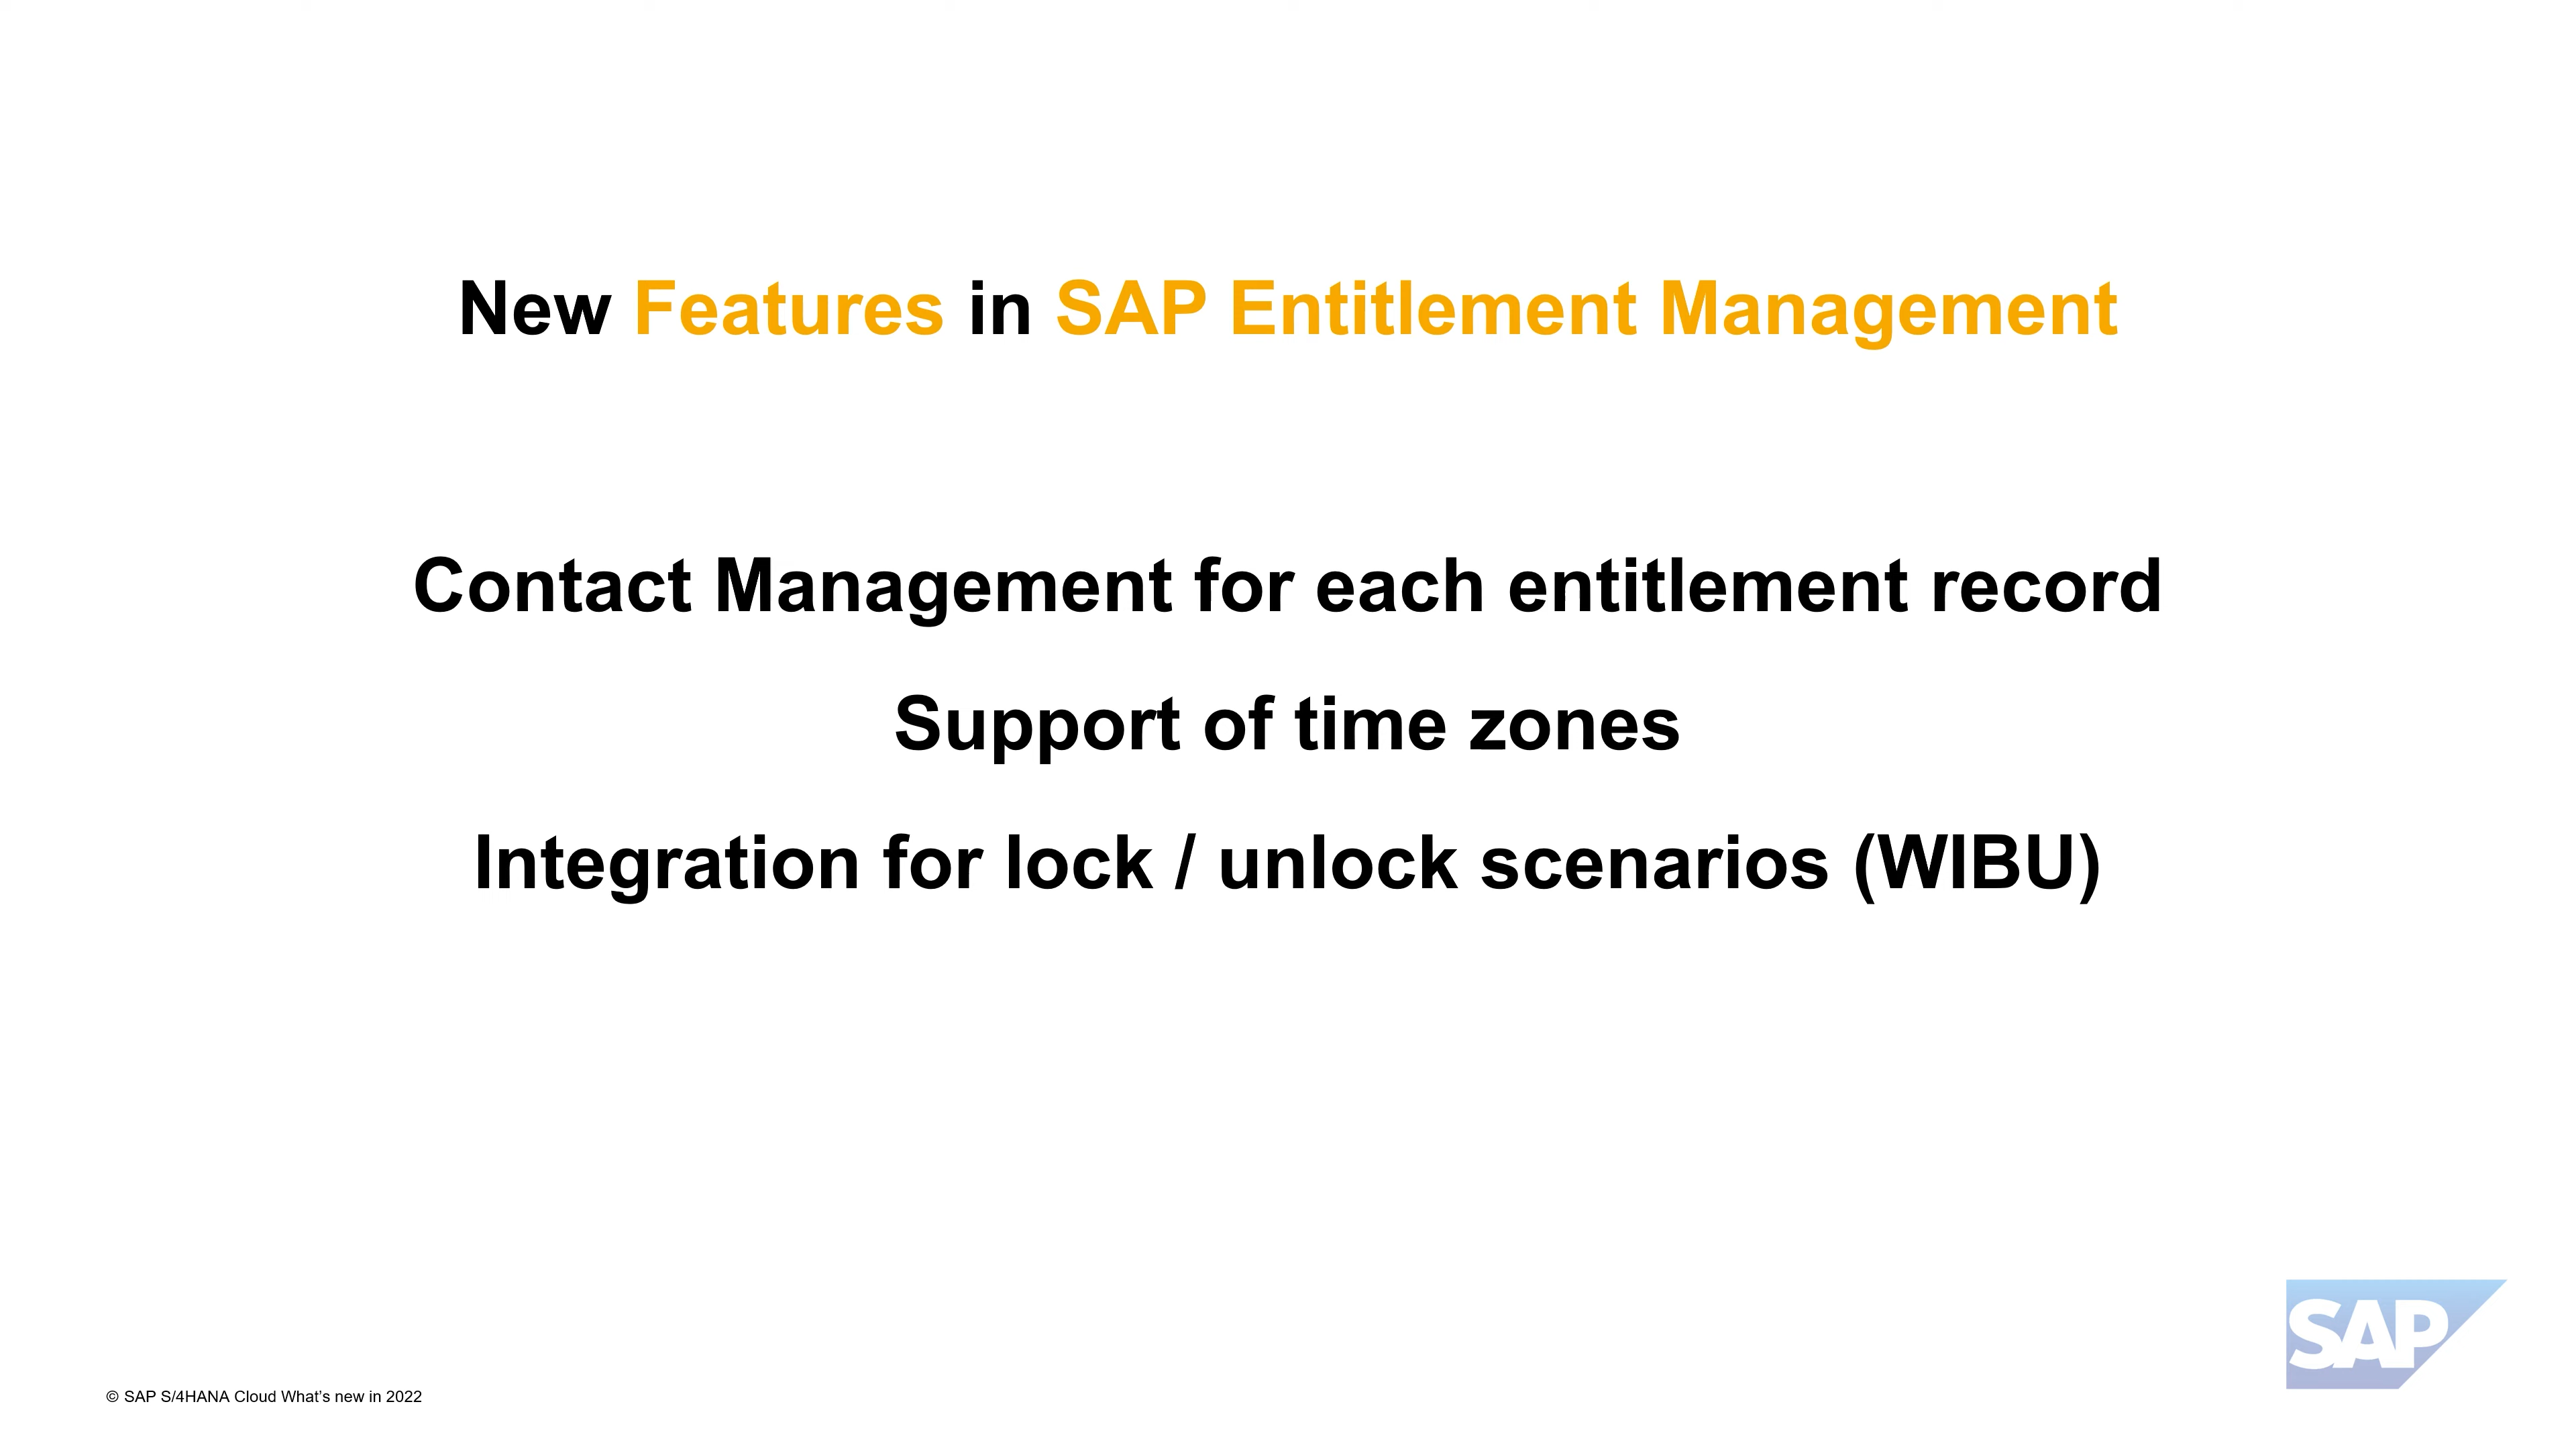 New Features in SAP Entitlement Management
Contact Management for each entitlement record
Support of time zones
Integration for lock / unlock scenarios (WIBU)
SAP
© SAP S/4HANA Cloud What’s new in 2022